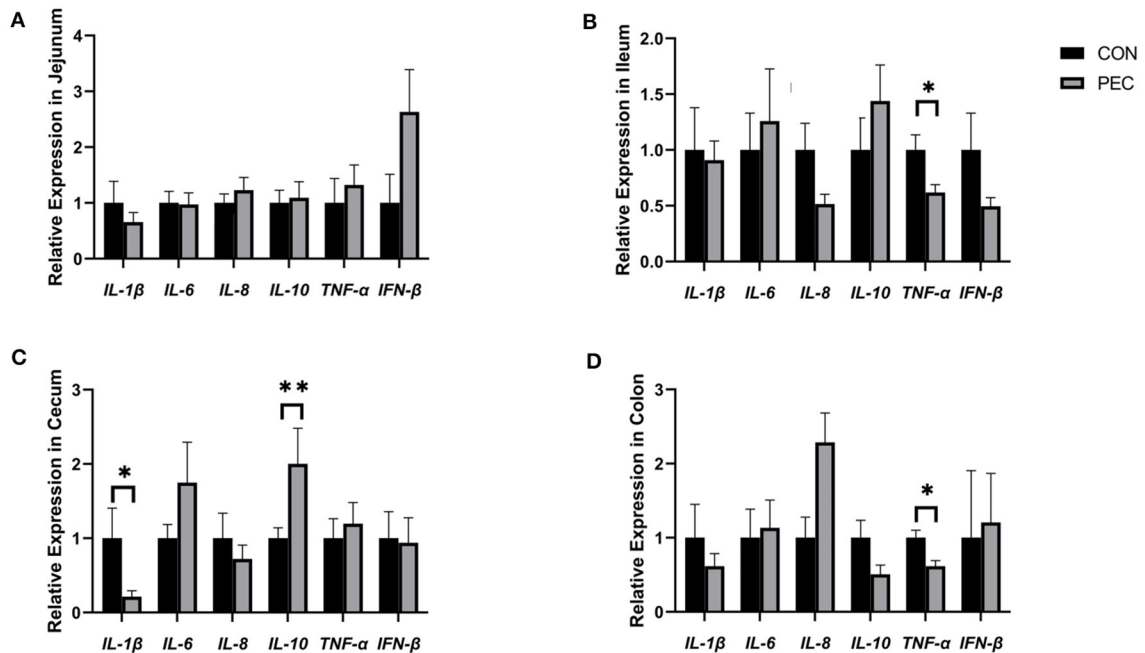 A
Relative Expression in Jejunum
4
3
2
1
0
IL-1β IL-6 IL-8 IL-10 TNF-α IFN-β
B
Relative Expression in Ileum
2.0
1.5
1.0
0.5
0.0
*
IL-1β IL-6 IL-8 IL-10 TNF-α IFN-β
CON
PEC
C
Relative Expression in Cecum
3
2
1
0
*
**
IL-1β IL-6 IL-8 IL-10 TNF-α IFN-β
D
Relative Expression in Colon
3
2
1
0
*
IL-1β IL-6 IL-8 IL-10 TNF-α IFN-β